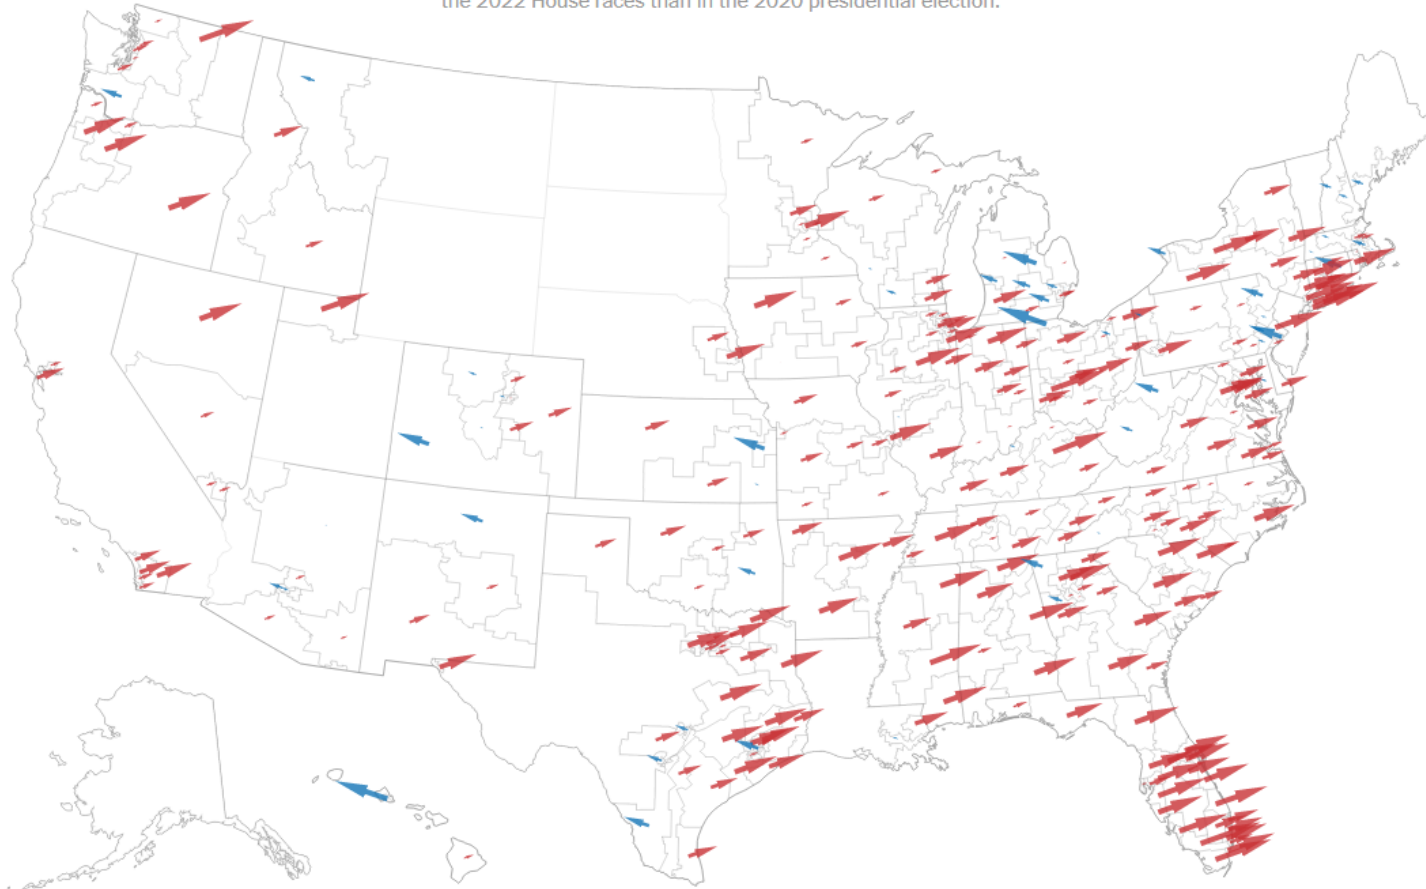 the 2022 House races than in the 2020 presidential election.